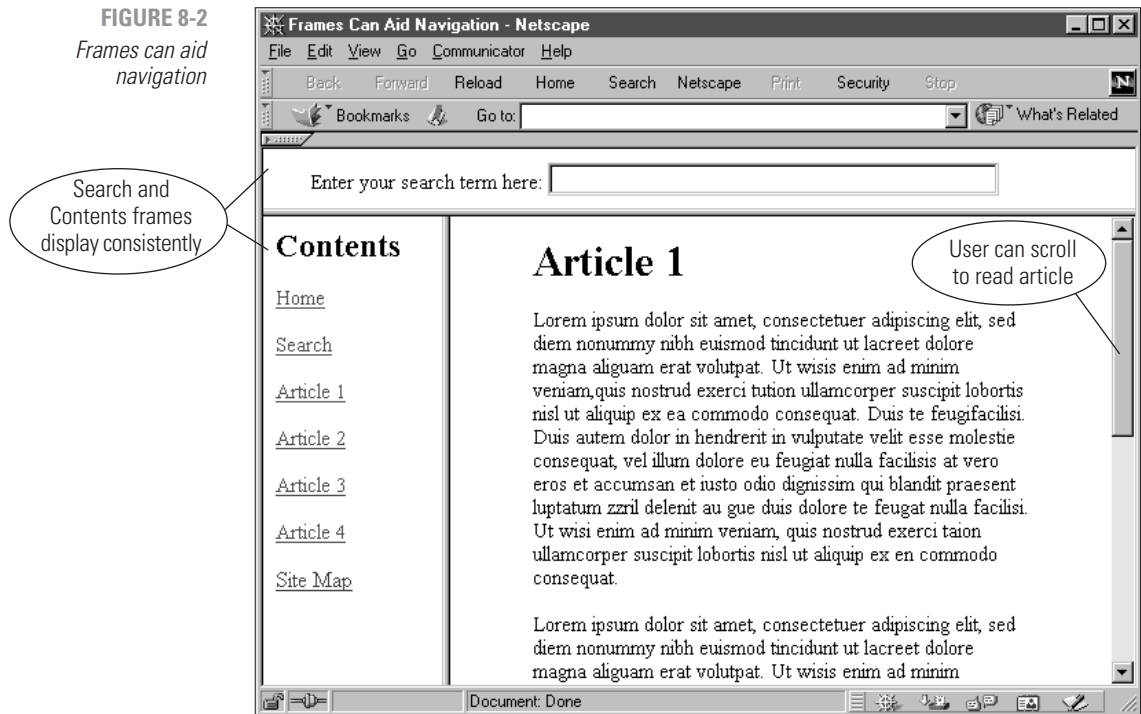 FIGURE 8-2
Frames can aid
navigation
Frames Can Aid Navigation - Netscape
File Edit View Go Communicator Help
Back Forward Reload Home Search Netscape Print Security Stop
N
Bookmarks Go to: What's Related
Enter your search term here:
Search and
Contents frames
display consistently
Contents
Home
Search
Article 1
Article 2
Article 3
Article 4
Site Map
Article 1
User can scroll
to read article
Lorem ipsum dolor sit amet, consectetuer adipiscing elit, sed
diem nonummy nibh euismod tincidunt ut lacreet dolore
magna aliguam erat volutpat. Ut wisis enim ad minim
veniam,quis nostrud exerci tution ullamcorper suscipit lobortis
nisl ut aliquip ex ea commodo consequat. Duis te feugifacilisi.
Duis autem dolor in hendrerit in vulputate velit esse molestie
consequat, vel illum dolore eu feugiat nulla facilisis at vero
eros et accumsan et iusto odio dignissim qui blandit praesent
luptatum zzril delenit au gue duis dolore te feugat nulla facilisi.
Ut wisi enim ad minim veniam, quis nostrud exerci taion
ullamcorper suscipit lobortis nisl ut aliquip ex en commodo
consequat.
Lorem ipsum dolor sit amet, consectetuer adipiscing elit, sed
diem nonummy nibh euismod tincidunt ut lacreet dolore
magna aliguam erat volutpat. Ut wisis enim ad minim
Document: Done